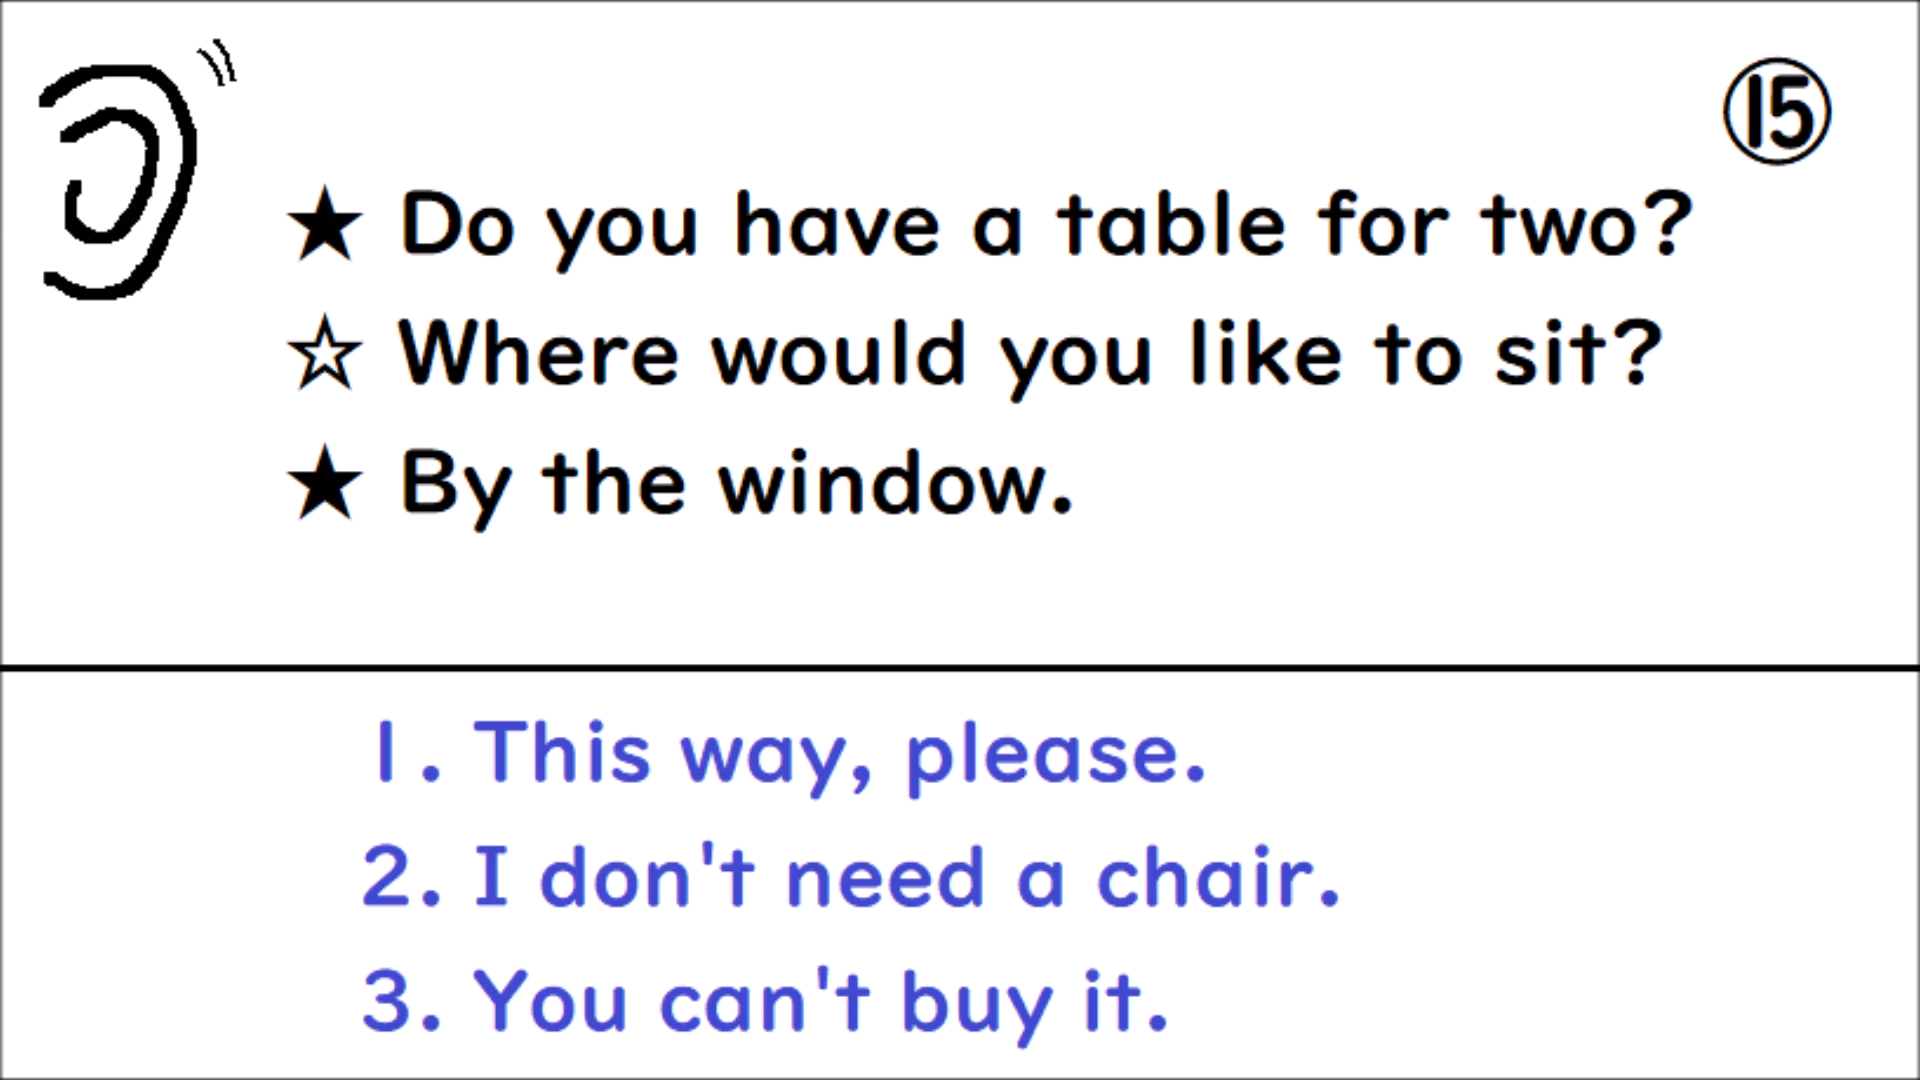 ⑮
★ Do you have a table for two?
☆ Where would you like to sit?
★ By the window.
1. This way, please.
2. I don't need a chair.
3. You can't buy it.